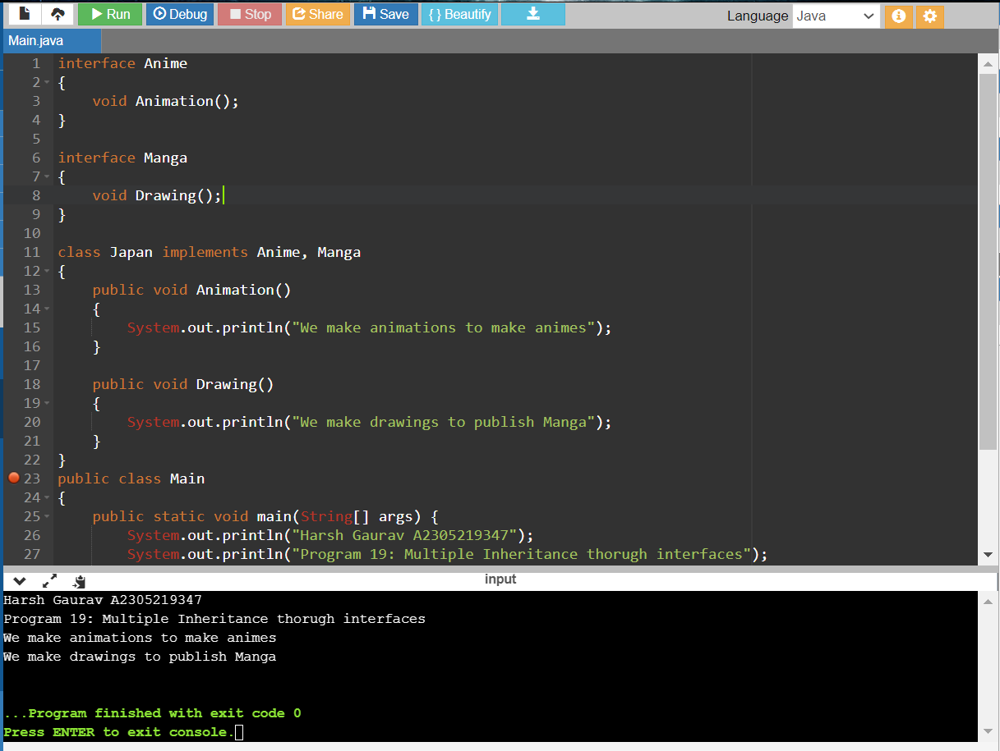 Run Debug Stop Share Save { } Beautify Language Java
Main.java
1 interface Anime
2 {
3 void Animation();
4 }
5
6 interface Manga
7 {
8 void Drawing();
9 }
10
11 class Japan implements Anime, Manga
12 {
13 public void Animation()
14 {
15 System.out.println("We make animations to make animes");
16 }
17
18 public void Drawing()
19 {
20 System.out.println("We make drawings to publish Manga");
21 }
22 }
23 public class Main
24 {
25 public static void main(String[] args) {
26 System.out.println("Harsh Gaurav A2305219347");
27 System.out.println("Program 19: Multiple Inheritance thorugh interfaces");
input
Harsh Gaurav A2305219347
Program 19: Multiple Inheritance thorugh interfaces
We make animations to make animes
We make drawings to publish Manga
...Program finished with exit code 0
Press ENTER to exit console.